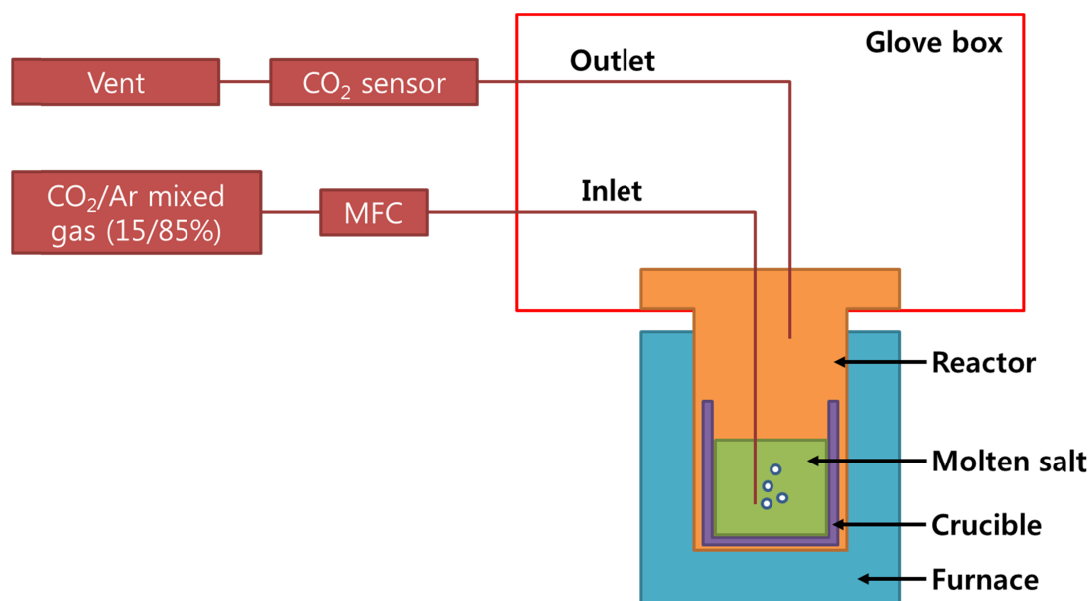 Glove box
Outlet
Vent
CO₂ sensor
Inlet
CO₂/Ar mixed
gas (15/85%)
MFC
Reactor
Molten salt
Crucible
Furnace